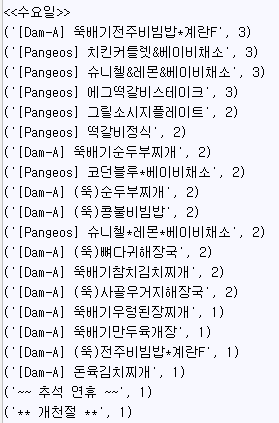 <<수요일>>
('[Dam-A] 뚝배기전주비빔밥*계란F', 3)
('[Pangeos] 치킨커틀렛&베이비채소', 3)
('[Pangeos] 슈니첼&레몬&베이비채소', 3)
('[Pangeos] 에그떡갈비스테이크', 3)
('[Pangeos] 그릴소시지플레이트', 2)
('[Pangeos] 떡갈비정식', 2)
('[Dam-A] 뚝배기순두부찌개', 2)
('[Pangeos] 코던블루*베이비채소', 2)
('[Dam-A] (뚝)순두부찌개', 2)
('[Dam-A] (뚝)콩불비빔밥', 2)
('[Pangeos] 슈니첼*레몬*베이비채소', 2)
('[Dam-A] (뚝)뼈다귀해장국', 2)
('[Dam-A] 뚝배기참치김치찌개', 2)
('[Dam-A] (뚝)사골우거지해장국', 2)
('[Dam-A] 뚝배기우렁된장찌개', 1)
('[Dam-A] 뚝배기만두육개장', 1)
('[Dam-A] (뚝)전주비빔밥*계란F', 1)
('[Dam-A] 돈육김치찌개', 1)
('~~ 추석 연휴 ~~', 1)
('** 개천절 **', 1)